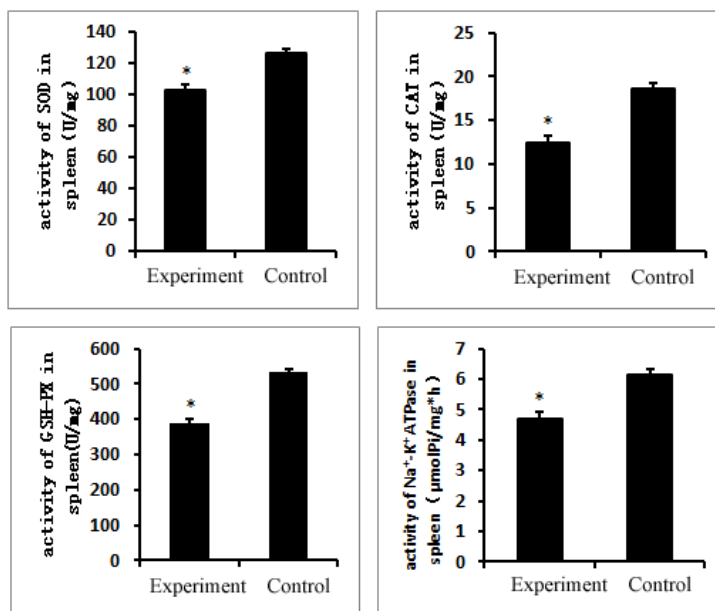 activity of SOD in
spleen (U/mg)
140
120
100
80
60
40
20
0
*
Experiment
Control
activity of CAT in
spleen (U/mg)
25
20
15
10
5
0
*
Experiment
Control
activity of GSH-PX in
spleen(U/mg)
600
500
400
300
200
100
0
*
Experiment
Control
activity of Na⁺-K⁺ ATPase in
spleen ( μmolPi/mg*h)
7
6
5
4
3
2
1
0
*
Experiment
Control